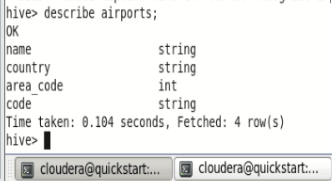 hive> describe airports;
OK
name string
country string
area_code int
code string
Time taken: 0.104 seconds, Fetched: 4 row(s)
hive>
cloudera@quickstart:... cloudera@quickstart:...